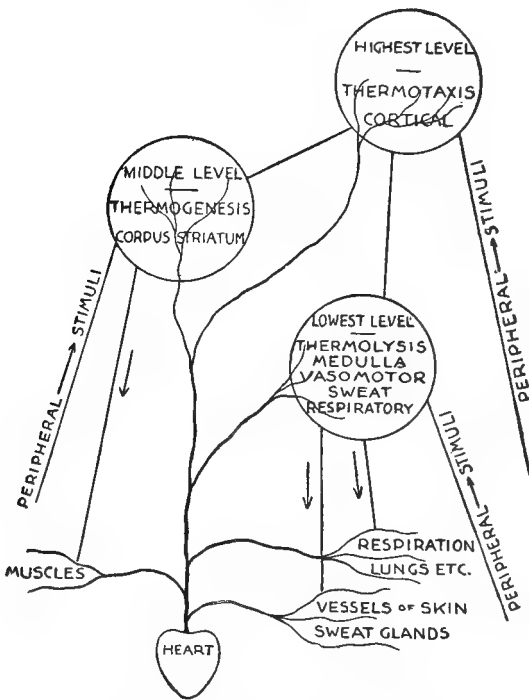 HIGHEST LEVEL
THERMOTAXIS
CORTICAL
MIDDLE LEVEL
THERMOGENESIS
CORPUS STRIATUM
LOWEST LEVEL
THERMOLYSIS
MEDULLA
VASOMOTOR
SWEAT
RESPIRATORY
PERIPHERAL STIMULI
PERIPHERAL STIMULI
PERIPHERAL STIMULI
MUSCLES
RESPIRATION
LUNGS ETC.
VESSELS OF SKIN
SWEAT GLANDS
HEART